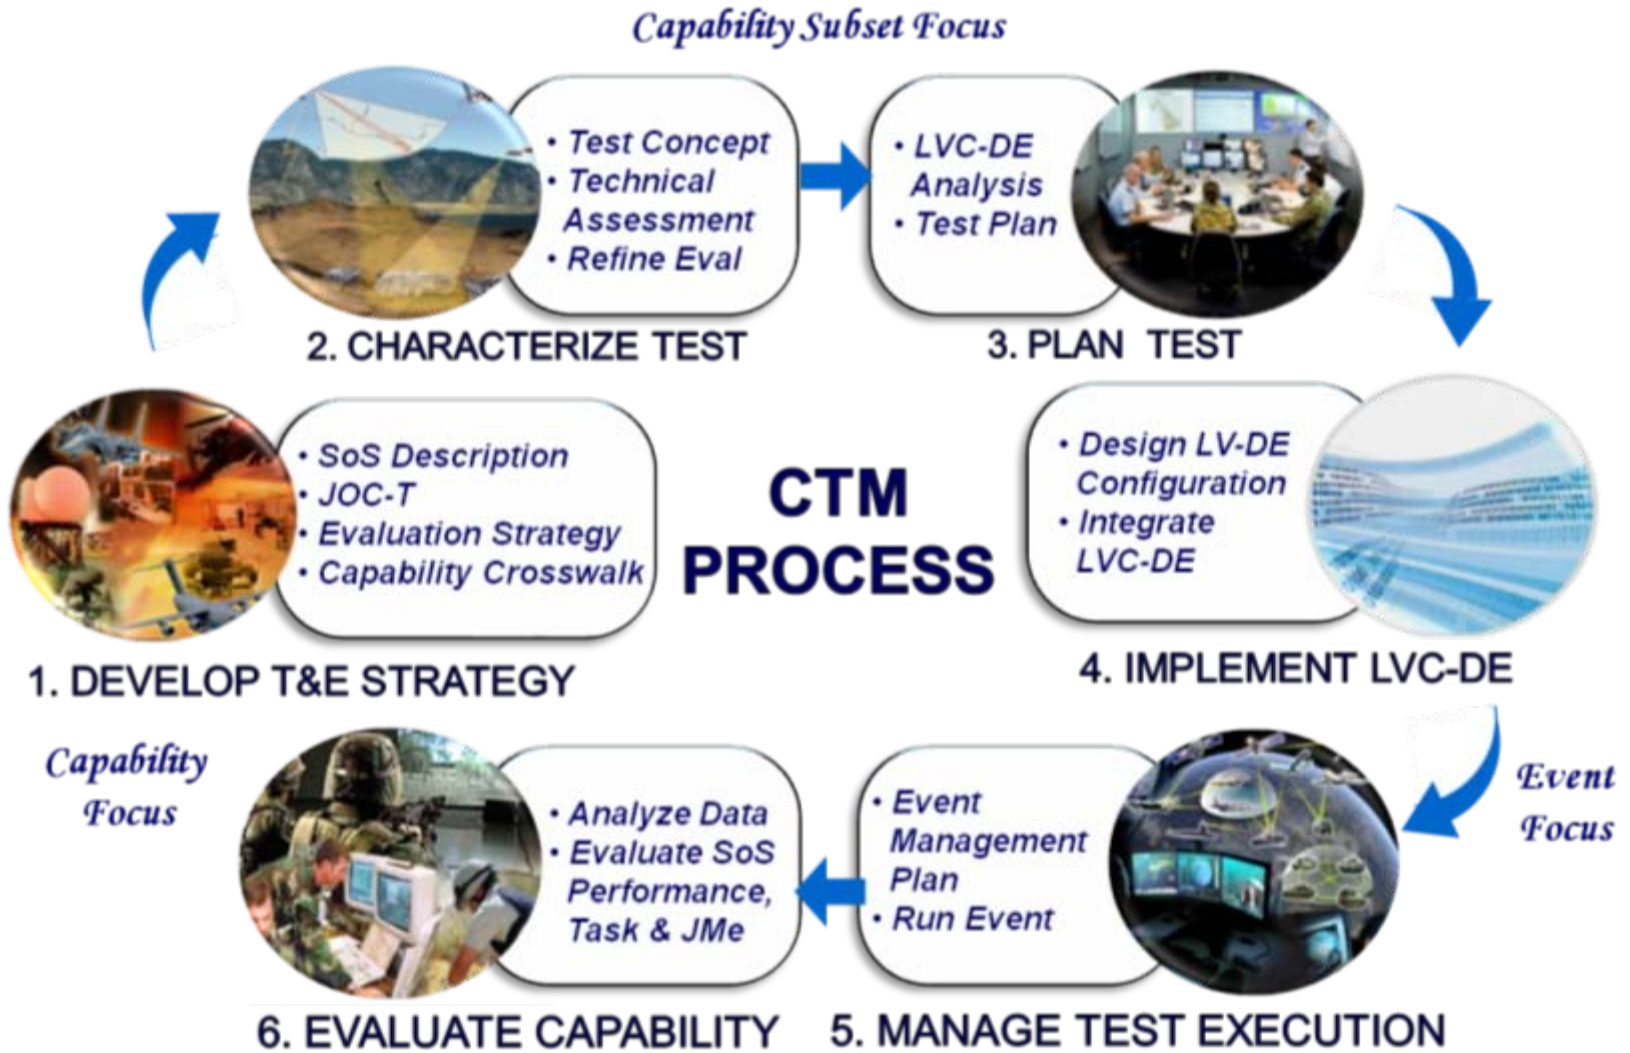 Capability Subset Focus
• Test Concept
• Technical
Assessment
• Refine Eval
2. CHARACTERIZE TEST
• LVC-DE
Analysis
• Test Plan
3. PLAN TEST
• SoS Description
• JOC-T
• Evaluation Strategy
• Capability Crosswalk
1. DEVELOP T&E STRATEGY
CTM
PROCESS
• Design LV-DE
Configuration
• Integrate
LVC-DE
4. IMPLEMENT LVC-DE
Capability
Focus
• Analyze Data
• Evaluate SoS
Performance,
Task & JMe
6. EVALUATE CAPABILITY
• Event
Management
Plan
• Run Event
5. MANAGE TEST EXECUTION
Event
Focus